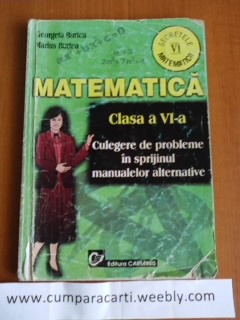 Georgeta Burtea
Marius Burtea
SECRETELE
VI
MATEMATICII
MATEMATICĂ
Clasa a VI-a
Culegere de probleme
în sprijinul
manualelor alternative
Editura CARMINIS
www.cumparacarti.weebly.com